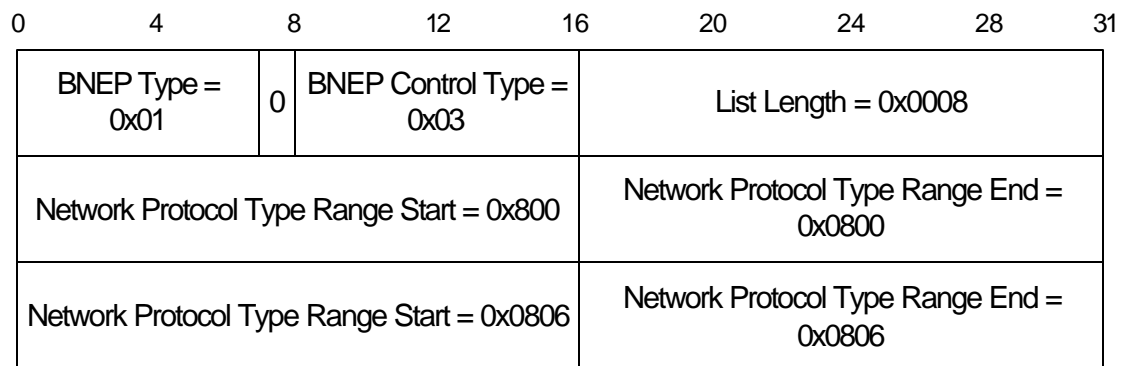 0 4 8 12 16 20 24 28 31
BNEP Type =
0x01
0
BNEP Control Type =
0x03
List Length = 0x0008
Network Protocol Type Range Start = 0x800
Network Protocol Type Range End =
0x0800
Network Protocol Type Range Start = 0x0806
Network Protocol Type Range End =
0x0806